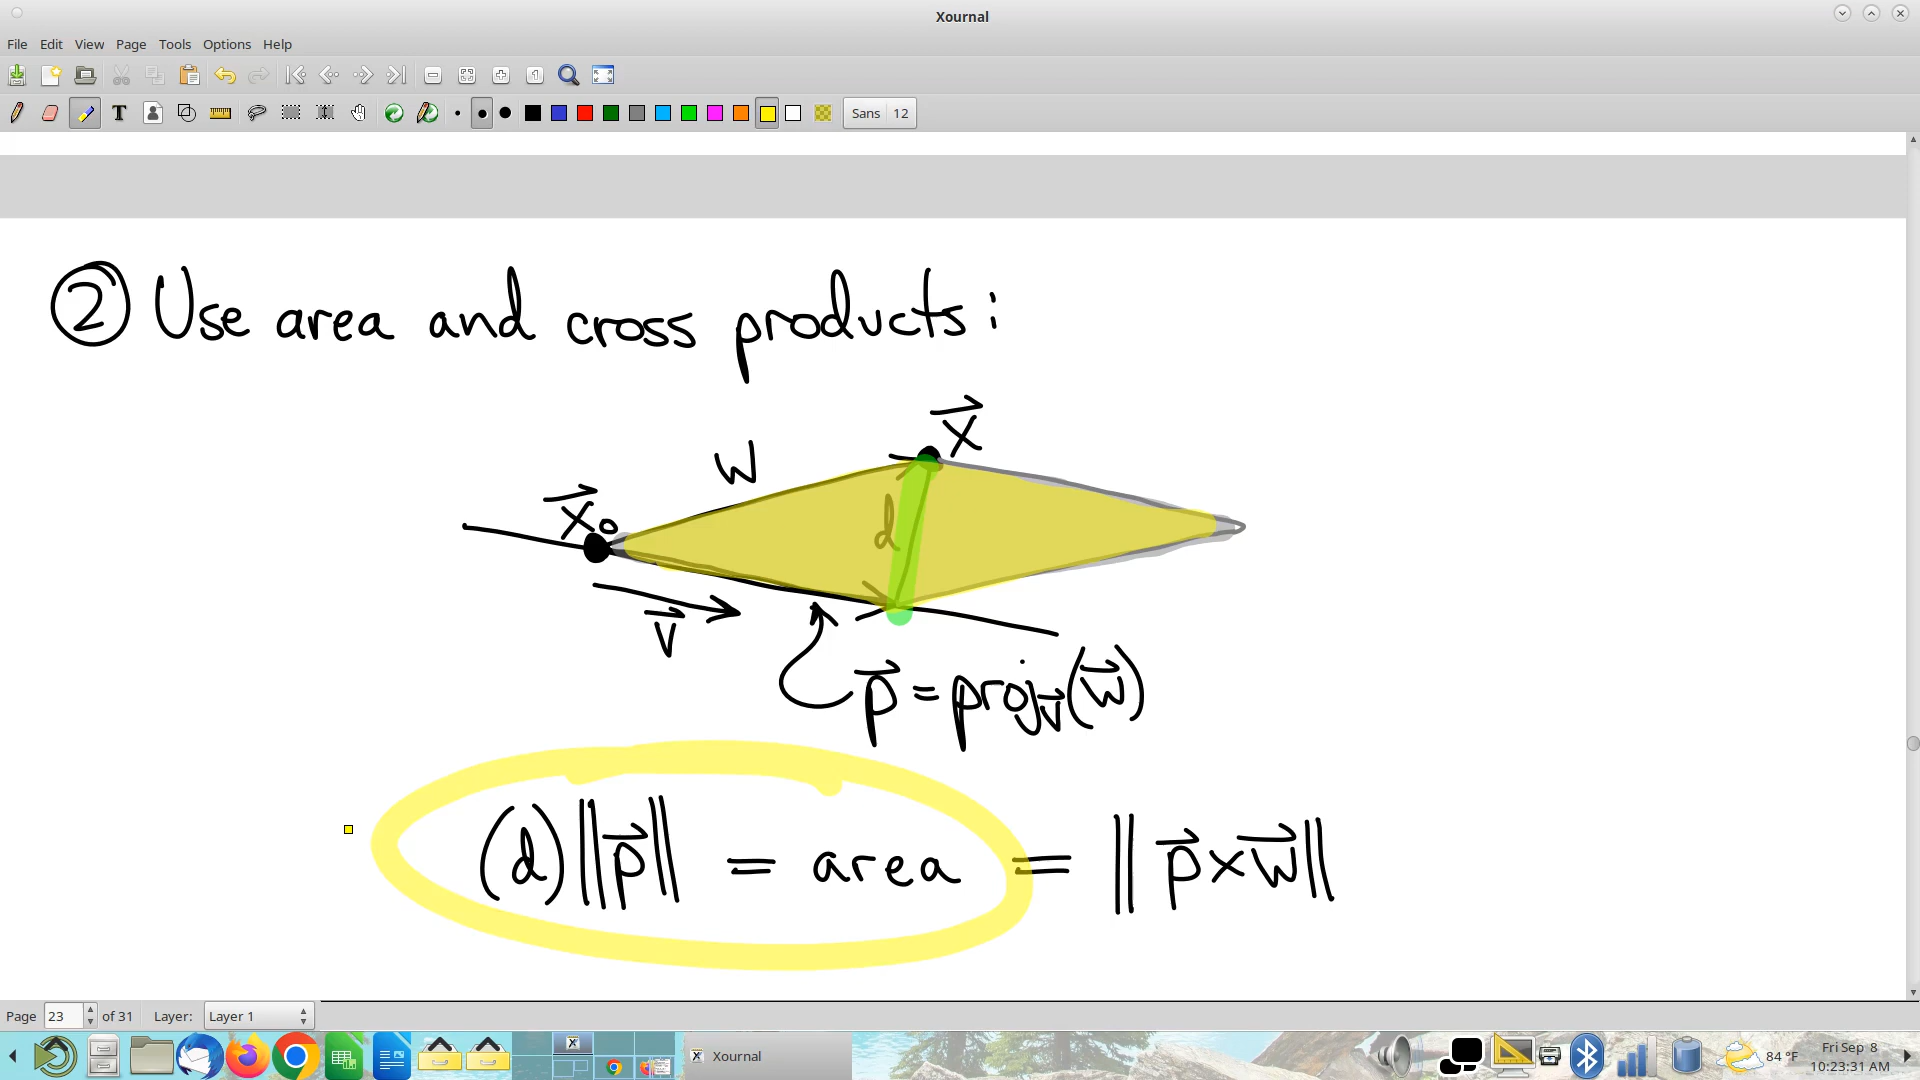 Xournal
File Edit View Page Tools Options Help
Sans 12
② Use area and cross products:
x⃗
w
x⃗₀
d
v⃗
p⃗ = proj_v⃗(w⃗)
(d)‖p⃗‖ = area = ‖p⃗×w⃗‖
Page 23 of 31 Layer: Layer 1
Xournal
84 °F
Fri Sep 8
10:23:31 AM